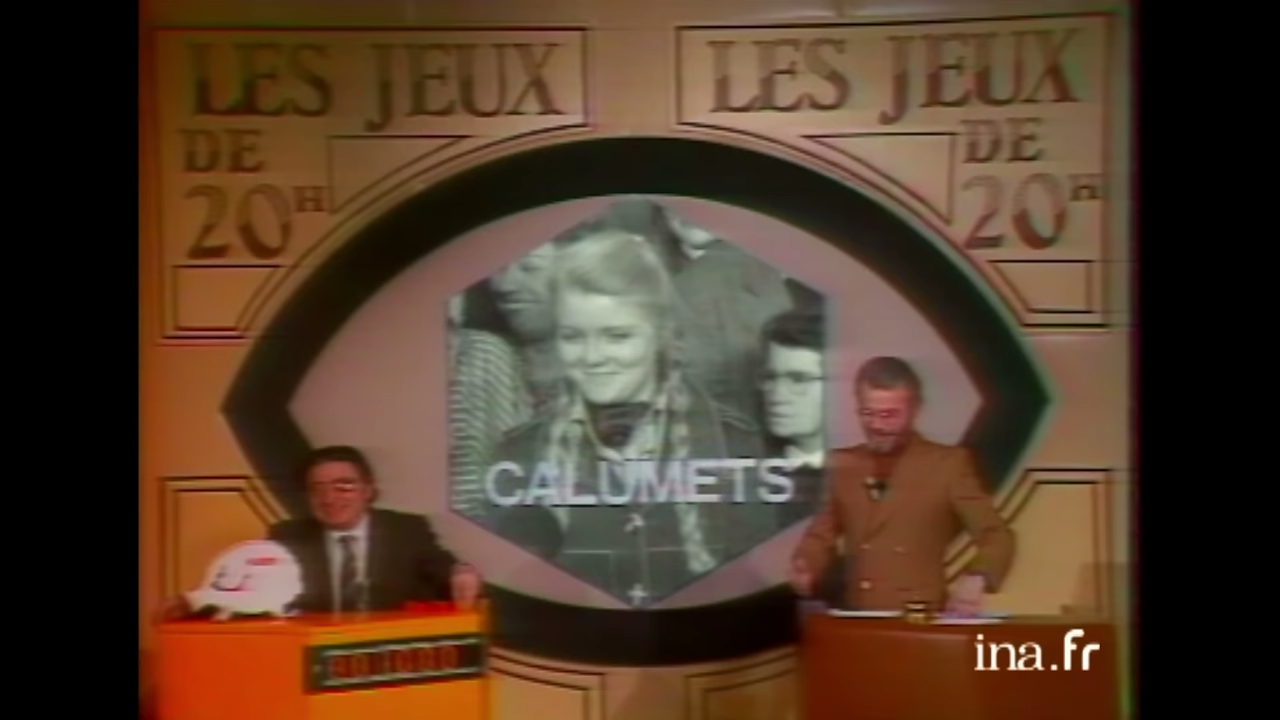 LES JEUX
DE
20H
LES JEUX
DE
20H
CALUMETS
ina.fr